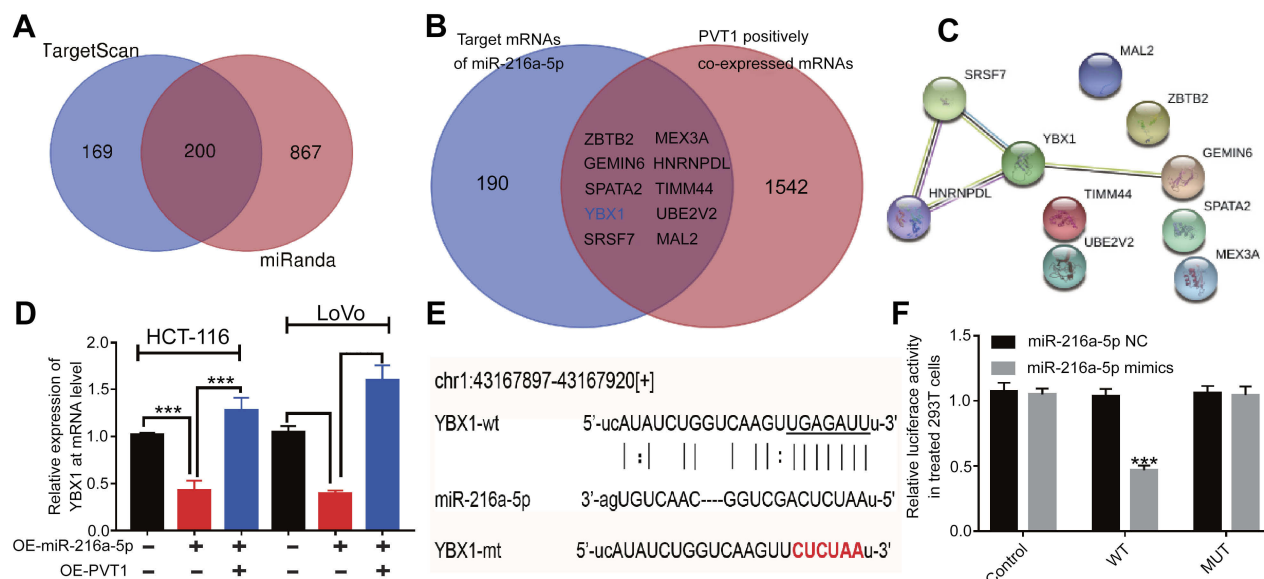 A
TargetScan
169
200
867
miRanda
B
Target mRNAs
of miR-216a-5p
PVT1 positively
co-expressed mRNAs
190
ZBTB2 MEX3A
GEMIN6 HNRNPDL
SPATA2 TIMM44
YBX1 UBE2V2
SRSF7 MAL2
1542
C
MAL2
SRSF7
ZBTB2
YBX1
GEMIN6
HNRNPDL
TIMM44
SPATA2
UBE2V2
MEX3A
D
LoVo
HCT-116
Relative expression of
YBX1 at mRNA lelvel
2.0
1.5
1.0
0.5
0.0
***
***
OE-miR-216a-5p − + + − + +
OE-PVT1 − − + − − +
E
chr1:43167897-43167920[+]
YBX1-wt 5'-ucAUAUCUGGUCAAGUUUGAGAUUu-3'
miR-216a-5p 3'-agUGUCAAC----GGUCGACUCUAAu-5'
YBX1-mt 5'-ucAUAUCUGGUCAAGUUCUCUAAu-3'
F
Relative luciferace activity
in treated 293T cells
1.5
1.0
0.5
0.0
miR-216a-5p NC
miR-216a-5p mimics
***
Control
WT
MUT